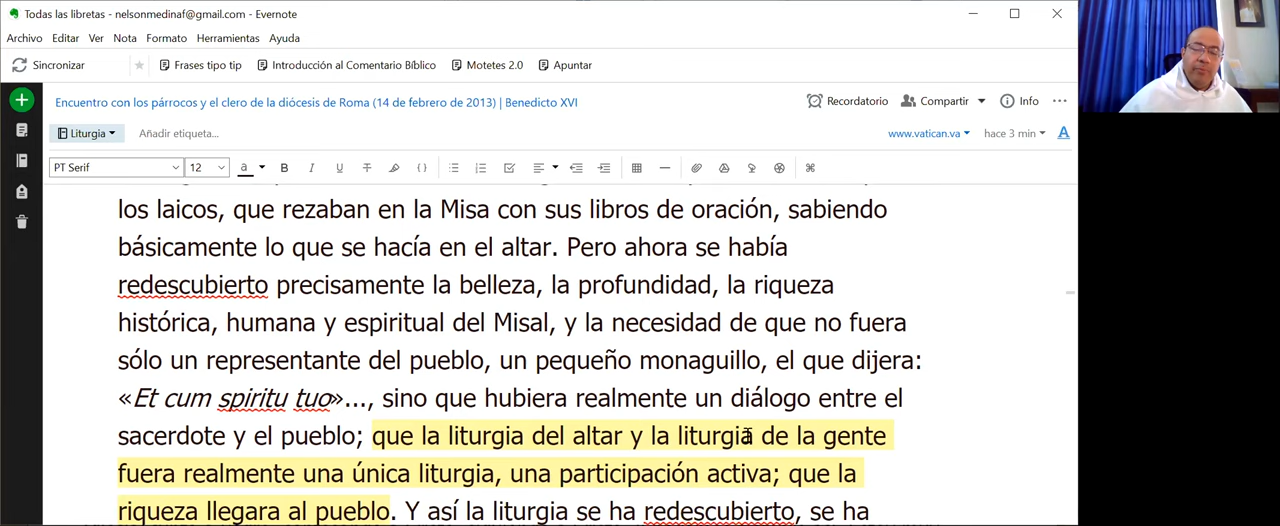 Todas las libretas - nelsonmedinaf@gmail.com - Evernote
Archivo Editar Ver Nota Formato Herramientas Ayuda
Sincronizar Frases tipo tip Introducción al Comentario Bíblico Motetes 2.0 Apuntar
Encuentro con los párrocos y el clero de la diócesis de Roma (14 de febrero de 2013) | Benedicto XVI Recordatorio Compartir Info
Liturgia Añadir etiqueta... www.vatican.va hace 3 min A
PT Serif 12 a B I U T
los laicos, que rezaban en la Misa con sus libros de oración, sabiendo
básicamente lo que se hacía en el altar. Pero ahora se había
redescubierto precisamente la belleza, la profundidad, la riqueza
histórica, humana y espiritual del Misal, y la necesidad de que no fuera
sólo un representante del pueblo, un pequeño monaguillo, el que dijera:
«Et cum spiritu tuo»..., sino que hubiera realmente un diálogo entre el
sacerdote y el pueblo; que la liturgia del altar y la liturgia de la gente
fuera realmente una única liturgia, una participación activa; que la
riqueza llegara al pueblo. Y así la liturgia se ha redescubierto, se ha